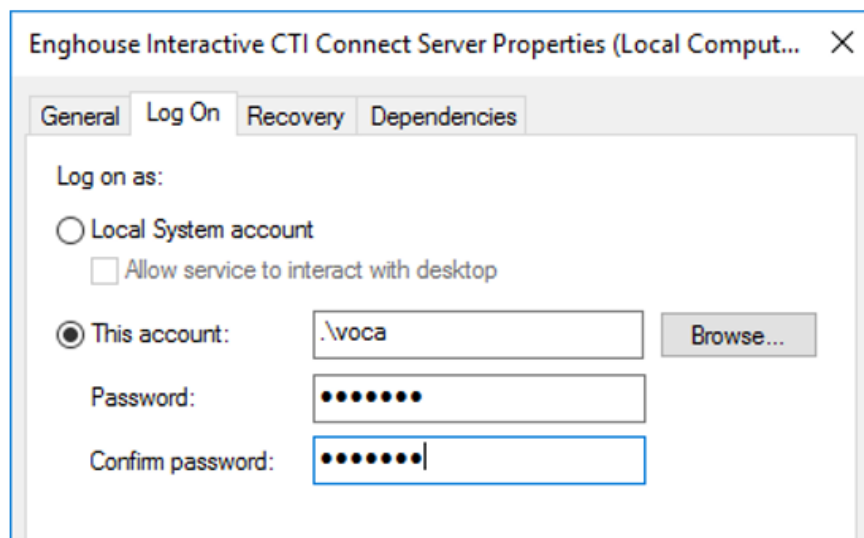 Enghouse Interactive CTI Connect Server Properties (Local Comput...
General Log On Recovery Dependencies
Log on as:
Local System account
Allow service to interact with desktop
This account: .\voca Browse...
Password: •••••••
Confirm password: •••••••